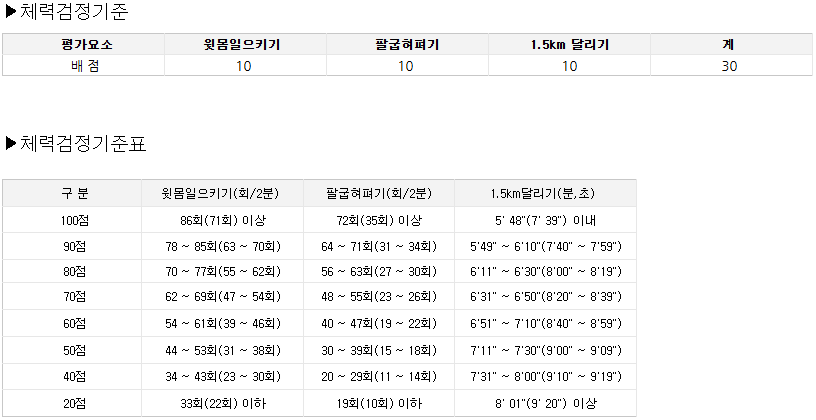 ▶체력검정기준
평가요소 윗몸일으키기 팔굽혀펴기 1.5km 달리기 계
배 점 10 10 10 30
▶체력검정기준표
구 분 윗몸일으키기(회/2분) 팔굽혀펴기(회/2분) 1.5km달리기(분,초)
100점 86회(71회) 이상 72회(35회) 이상 5' 48"(7' 39") 이내
90점 78 ~ 85회(63 ~ 70회) 64 ~ 71회(31 ~ 34회) 5'49" ~ 6'10"(7'40" ~ 7'59")
80점 70 ~ 77회(55 ~ 62회) 56 ~ 63회(27 ~ 30회) 6'11" ~ 6'30"(8'00" ~ 8'19")
70점 62 ~ 69회(47 ~ 54회) 48 ~ 55회(23 ~ 26회) 6'31" ~ 6'50"(8'20" ~ 8'39")
60점 54 ~ 61회(39 ~ 46회) 40 ~ 47회(19 ~ 22회) 6'51" ~ 7'10"(8'40" ~ 8'59")
50점 44 ~ 53회(31 ~ 38회) 30 ~ 39회(15 ~ 18회) 7'11" ~ 7'30"(9'00" ~ 9'09")
40점 34 ~ 43회(23 ~ 30회) 20 ~ 29회(11 ~ 14회) 7'31" ~ 8'00"(9'10" ~ 9'19")
20점 33회(22회) 이하 19회(10회) 이하 8' 01"(9' 20") 이상